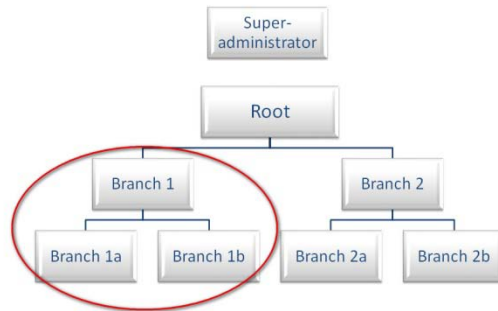 Super-
administrator
Root
Branch 1
Branch 2
Branch 1a
Branch 1b
Branch 2a
Branch 2b